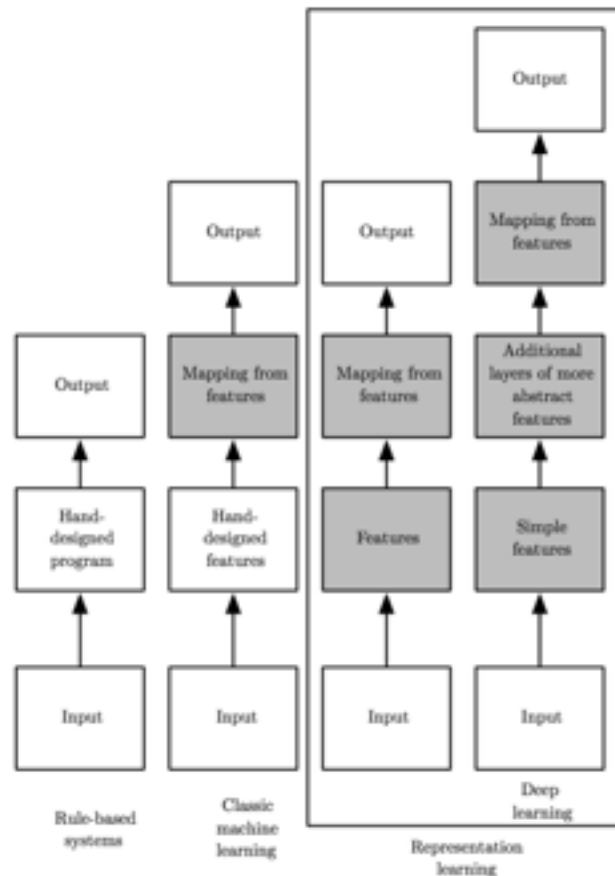 Output
Mapping from
features
Additional
layers of more
abstract
features
Simple
features
Input
Deep
learning
Output
Mapping from
features
Features
Input
Representation
learning
Output
Mapping from
features
Hand-
designed
features
Input
Classic
machine
learning
Output
Hand-
designed
program
Input
Rule-based
systems